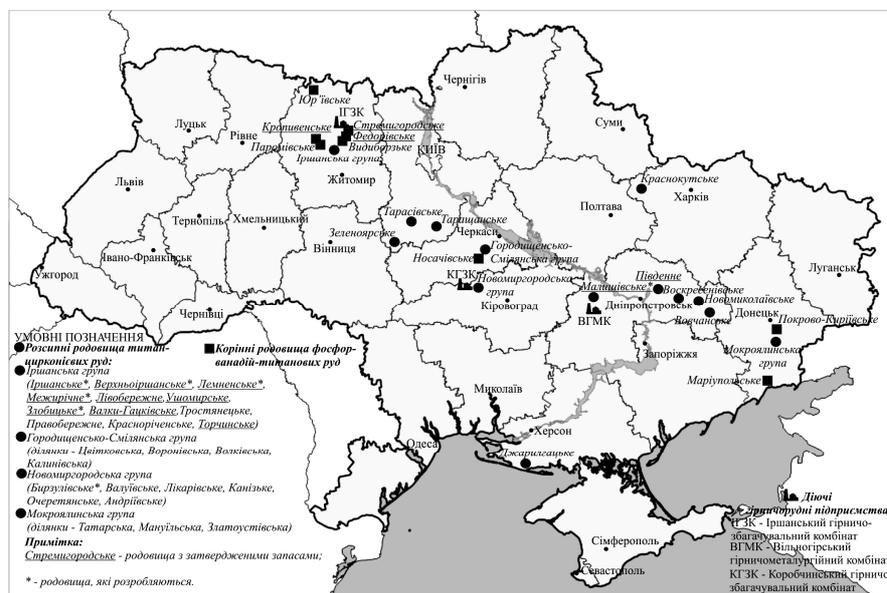 Чернігів
Юр'ївське
Луцьк
Рівне
ІГЗК
Суми
Кропивенське
Стремигородське
Федорівське
КИЇВ
Паромівське
Видиборзьке
Іршанська група
Житомир
Краснокутське
Харків
Львів
Полтава
Тернопіль
Хмельницький
Тарасівське
Таращанське
Черкаси
Зеленоярське
Вінниця
Городищенсько-
Смілянська група
Івано-Франківськ
Носачівське
Луганськ
Ужгород
КГЗК
Новомиргородська
група
Південне
Малишівське*
Воскресенівське
Кіровоград
Дніпропетровськ
Новомиколаївське
Чернівці
ВГМК
Вовчанське
Донецьк
Покрово-Киріївське
Запоріжжя
Мокроялинська
група
Маріупольське
Миколаїв
Херсон
Одеса
Джарилгацьке
Сімферополь
Севастополь
УМОВНІ ПОЗНАЧЕННЯ
Розсипні родовища титан-
цирконієвих руд:
Корінні родовища фосфор-
ванадій-титанових руд
Іршанська група
(Іршанське*, Верхньоіршанське*, Лемненське*,
Межирічне*, Лівобережне,Ушомирське,
Злобицьке*, Валки-Гацківське,Тростянецьке,
Правобережне, Красноріченське, Торчинське)
Городищенсько-Смілянська група
(ділянки - Цвітковська, Воронівська, Волківська,
Калинівська)
Новомиргородська група
(Бирзулівське*, Валуївське, Лікарівське, Канізьке,
Очеретянське, Андріївське)
Мокроялинська група
(ділянки - Татарська, Мануїльська, Златоустівська)
Примітка:
Стремигородське - родовища з затвердженими запасами;
* - родовища, які розробляються.
Діючі
гірничорудні підприємства
ІГЗК - Іршанський гірничо-
збагачувальний комбінат
ВГМК - Вільногірський
гірничометалургійний комбінат
КГЗК - Коробчинський гірничо
збагачувальний комбінат